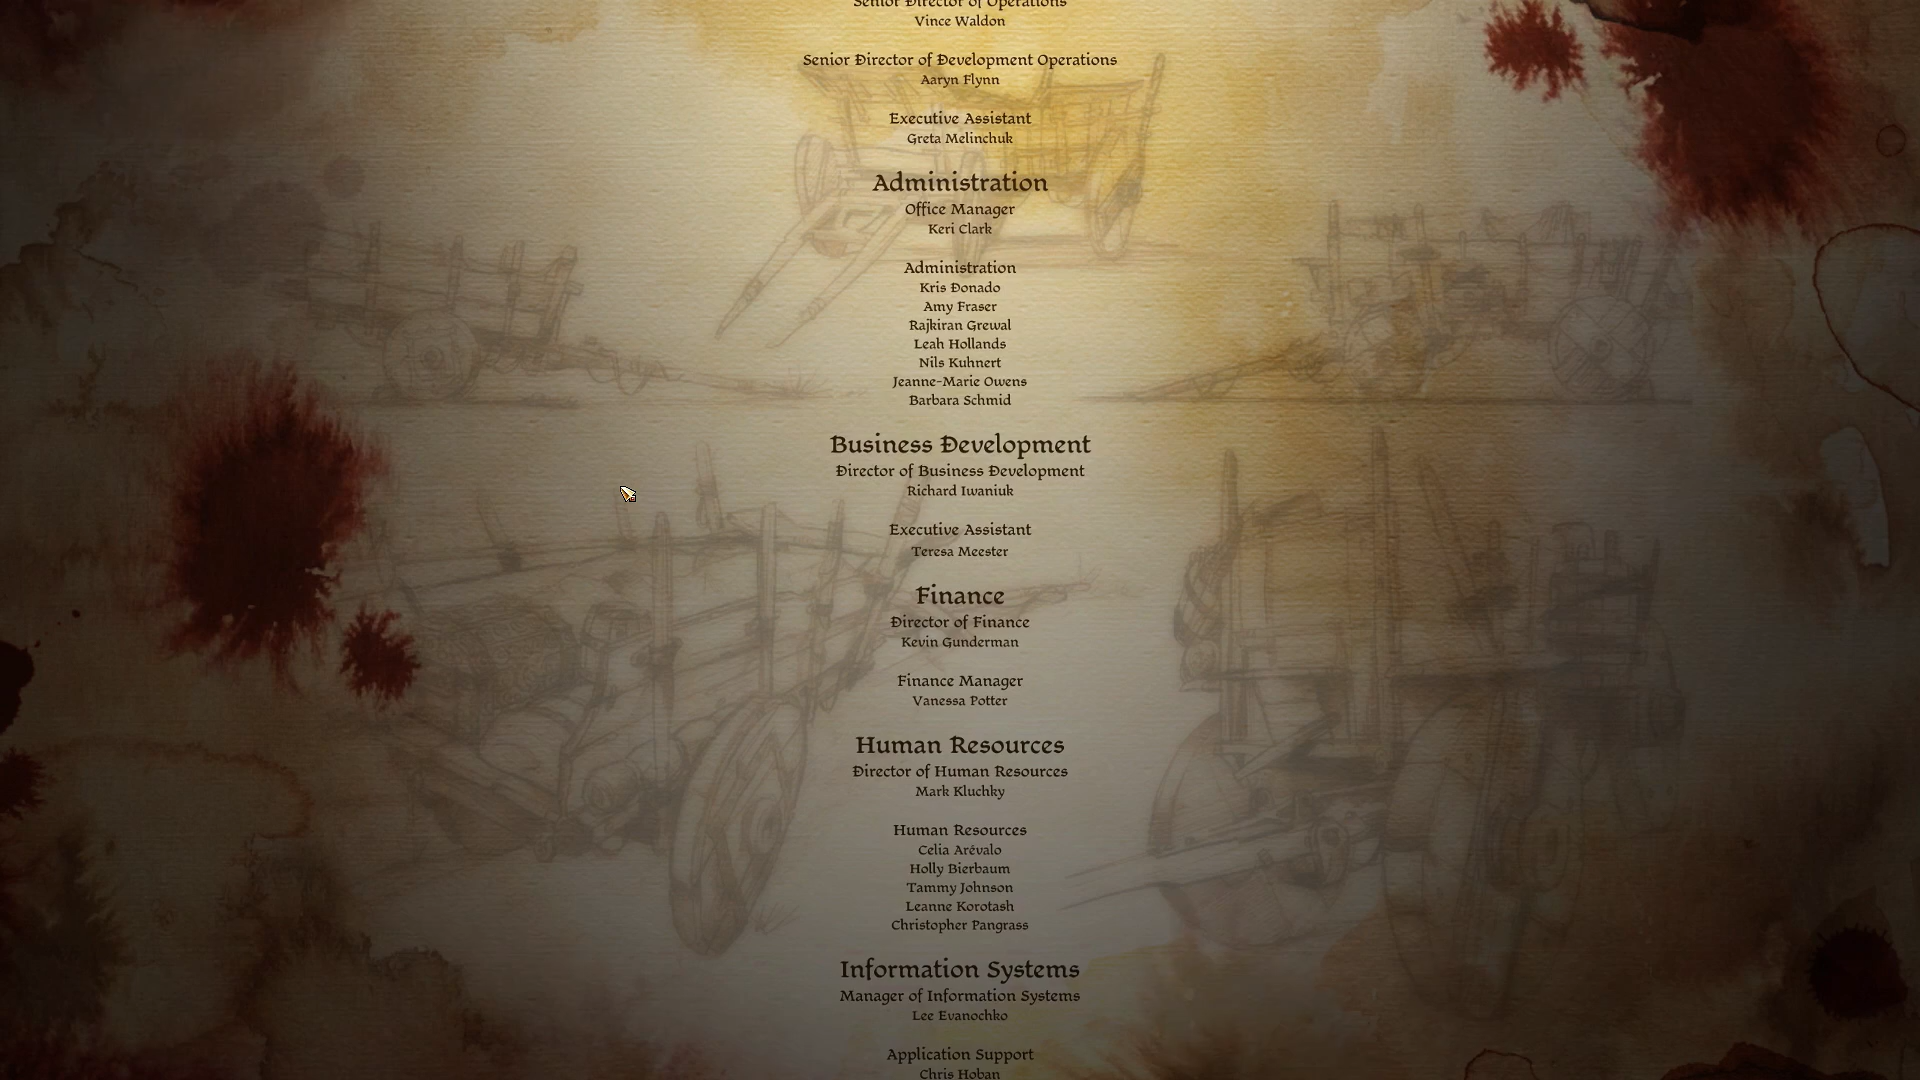 Senior Director of Operations
Vince Waldon
Senior Director of Development Operations
Aaryn Flynn
Executive Assistant
Greta Melinchuk
Administration
Office Manager
Keri Clark
Administration
Kris Donado
Amy Fraser
Rajkiran Grewal
Leah Hollands
Nils Kuhnert
Jeanne-Marie Owens
Barbara Schmid
Business Development
Director of Business Development
Richard Iwaniuk
Executive Assistant
Teresa Meester
Finance
Director of Finance
Kevin Gunderman
Finance Manager
Vanessa Potter
Human Resources
Director of Human Resources
Mark Kluchky
Human Resources
Celia Arévalo
Holly Bierbaum
Tammy Johnson
Leanne Korotash
Christopher Pangrass
Information Systems
Manager of Information Systems
Lee Evanochko
Application Support
Chris Hoban